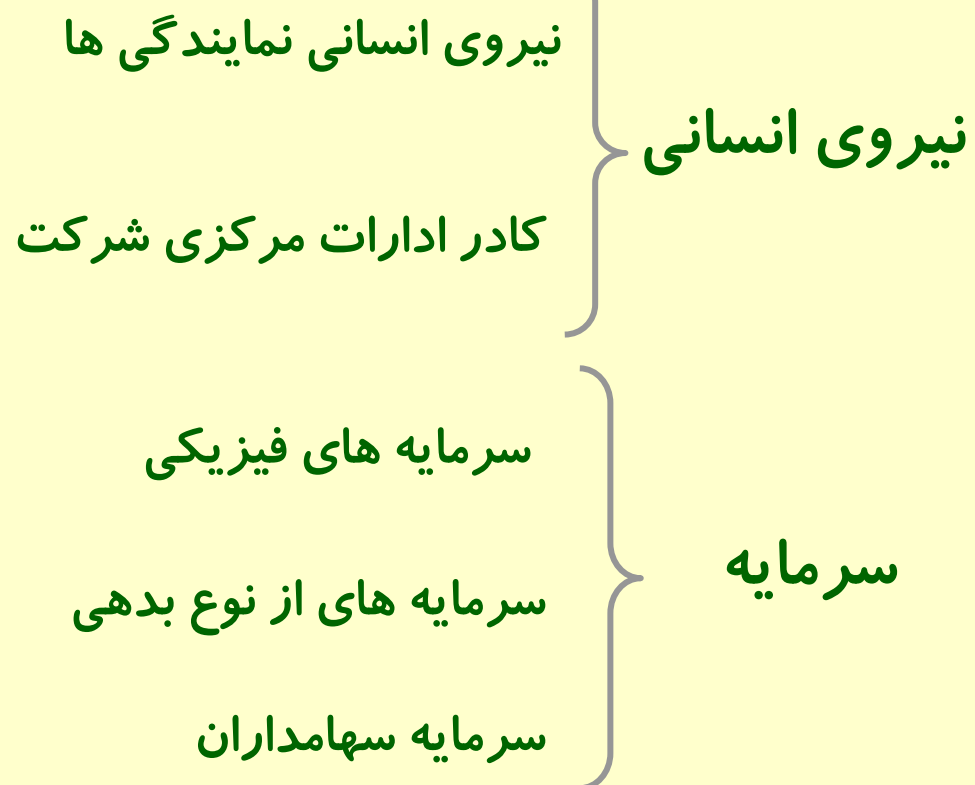 نیروی انسانی
نیروی انسانی نمایندگی ها
کادر ادارات مرکزی شرکت
سرمایه
سرمایه های فیزیکی
سرمایه های از نوع بدهی
سرمایه سهامداران